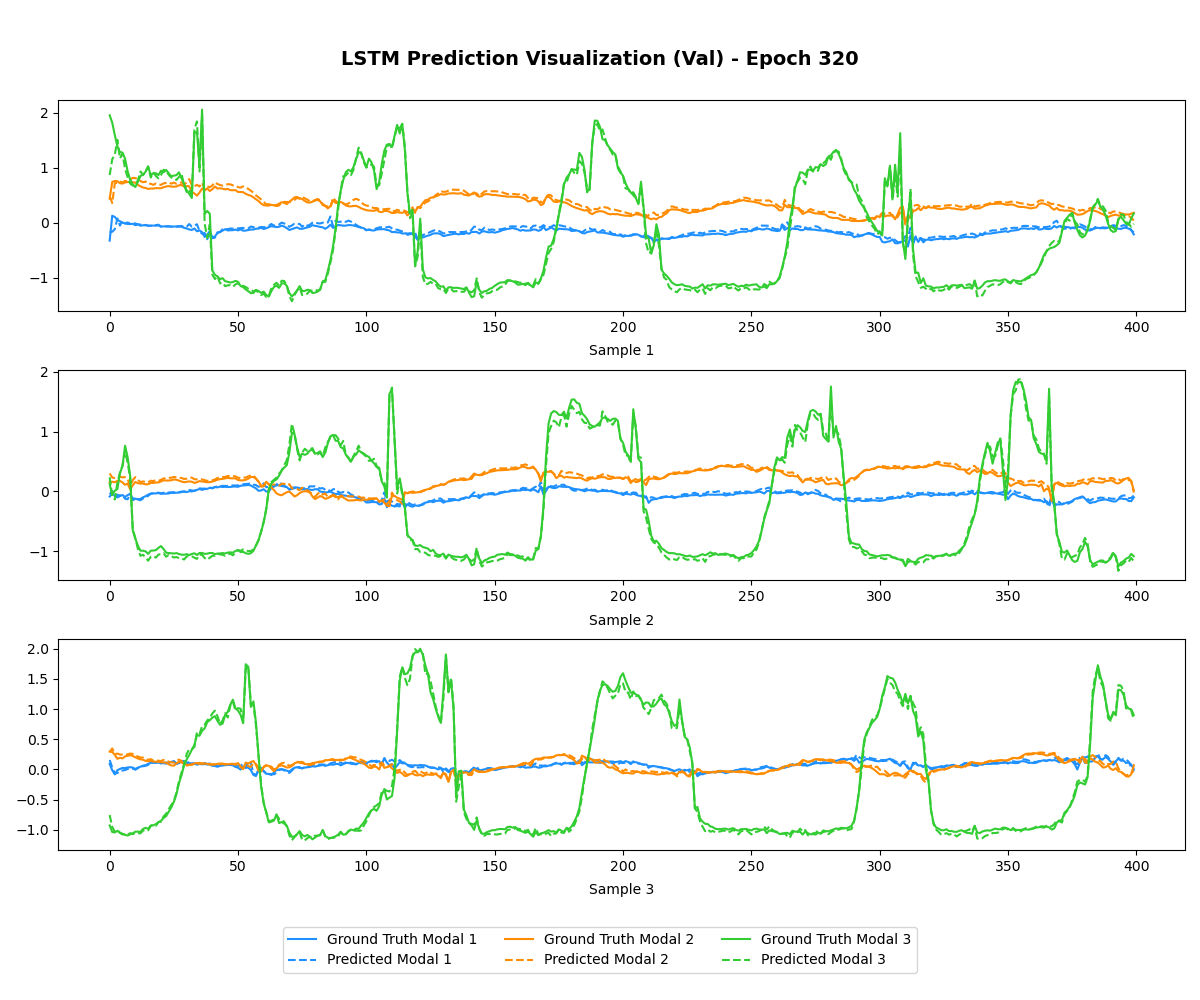 LSTM Prediction Visualization (Val) - Epoch 320
2
1
0
−1
0 50 100 150 200 250 300 350 400
Sample 1
2
1
0
−1
0 50 100 150 200 250 300 350 400
Sample 2
2.0
1.5
1.0
0.5
0.0
−0.5
−1.0
0 50 100 150 200 250 300 350 400
Sample 3
Ground Truth Modal 1 Ground Truth Modal 2 Ground Truth Modal 3
Predicted Modal 1 Predicted Modal 2 Predicted Modal 3